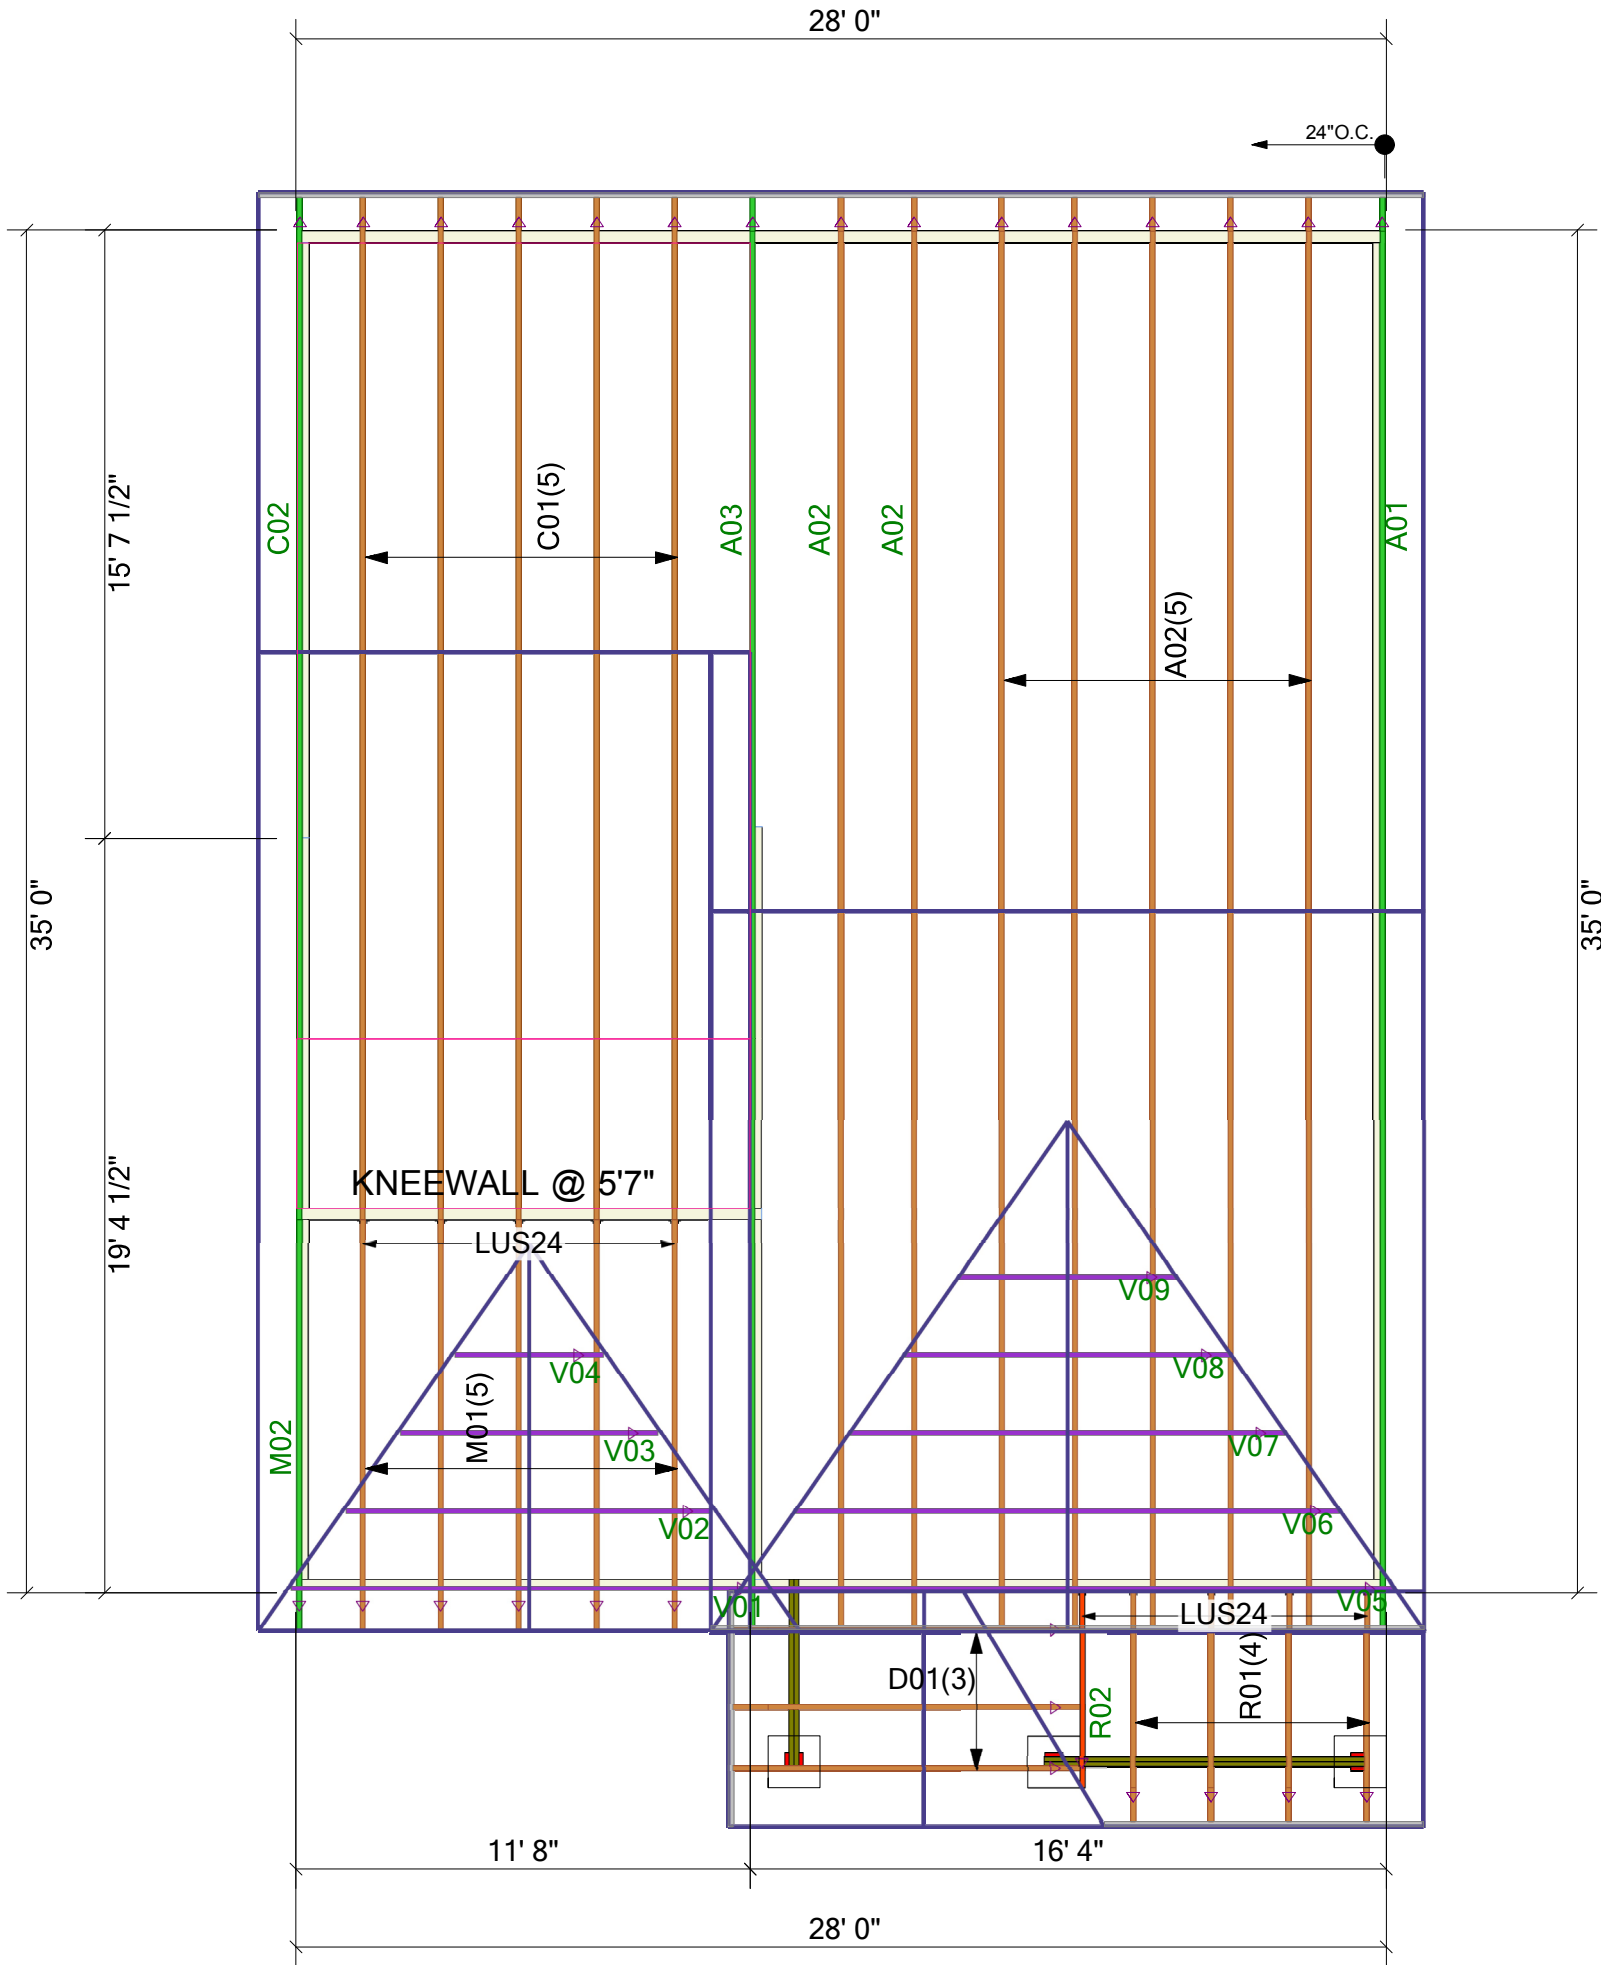 28' 0"
24"O.C.
C02
C01(5)
A03
A02
A02
A01
15' 7 1/2"
A02(5)
35' 0"
35' 0"
19' 4 1/2"
KNEEWALL @ 5'7"
LUS24
V09
V04
V08
M01(5)
M02
V03
V07
V02
V06
V01
V05
LUS24
D01(3)
R02
R01(4)
11' 8"
16' 4"
28' 0"